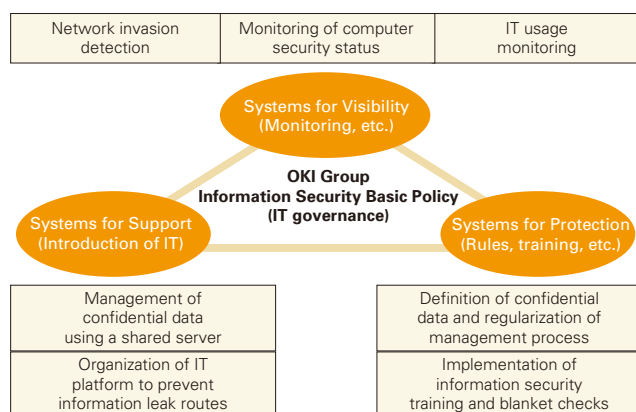 Network invasion
detection
Monitoring of computer
security status
IT usage
monitoring
Systems for Visibility
(Monitoring, etc.)
OKI Group
Information Security Basic Policy
(IT governance)
Systems for Support
(Introduction of IT)
Systems for Protection
(Rules, training, etc.)
Management of
confidential data
using a shared server
Organization of IT
platform to prevent
information leak routes
Definition of confidential
data and regularization of
management process
Implementation of
information security
training and blanket checks